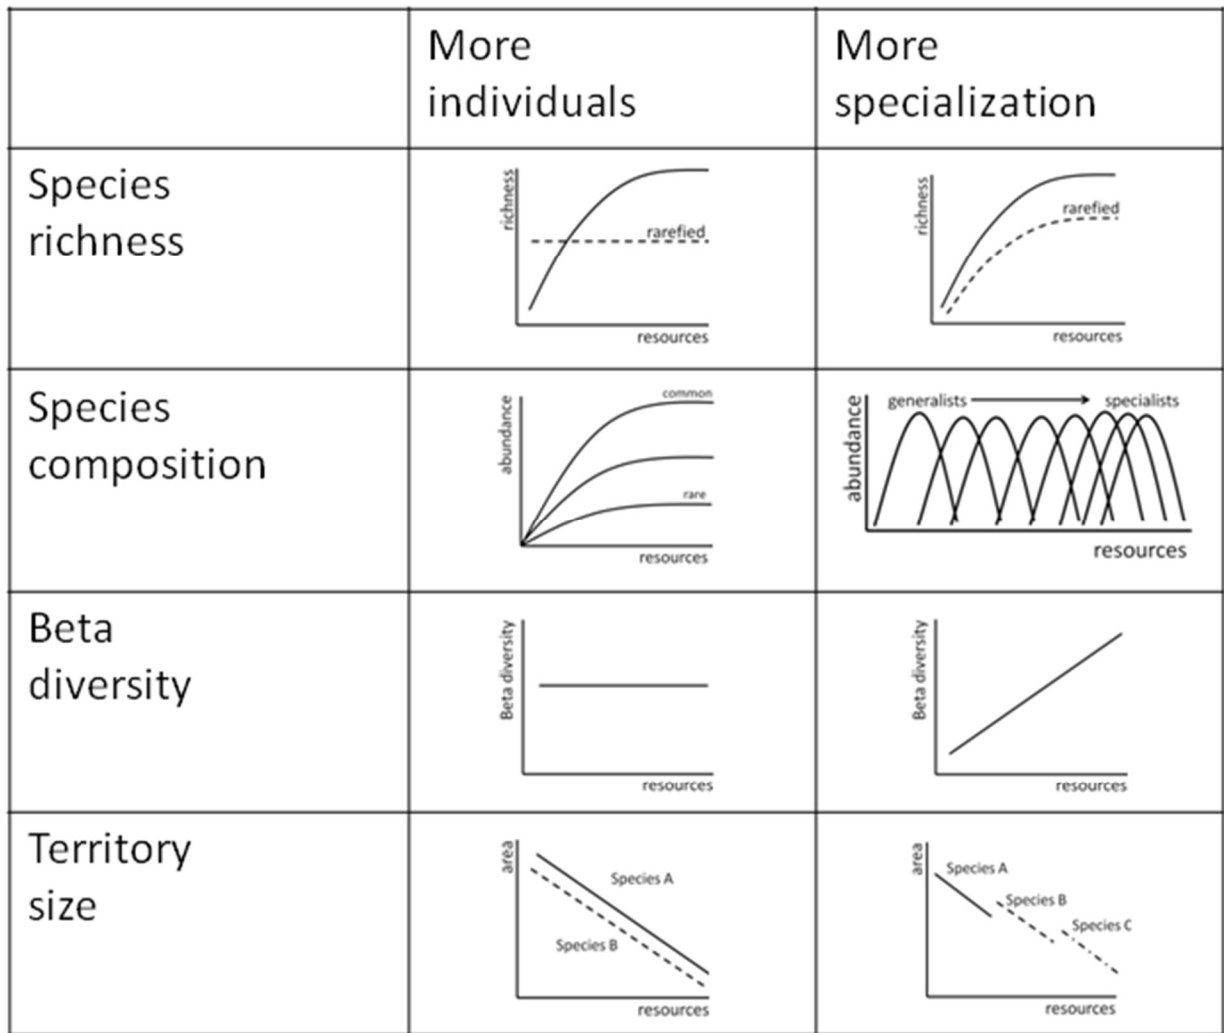 More
individuals
More
specialization
Species
richness
richness
rarefied
resources
richness
rarefied
resources
Species
composition
abundance
common
rare
resources
abundance
generalists
specialists
resources
Beta
diversity
Beta diversity
resources
Beta diversity
resources
Territory
size
area
Species A
Species B
resources
area
Species A
Species B
Species C
resources